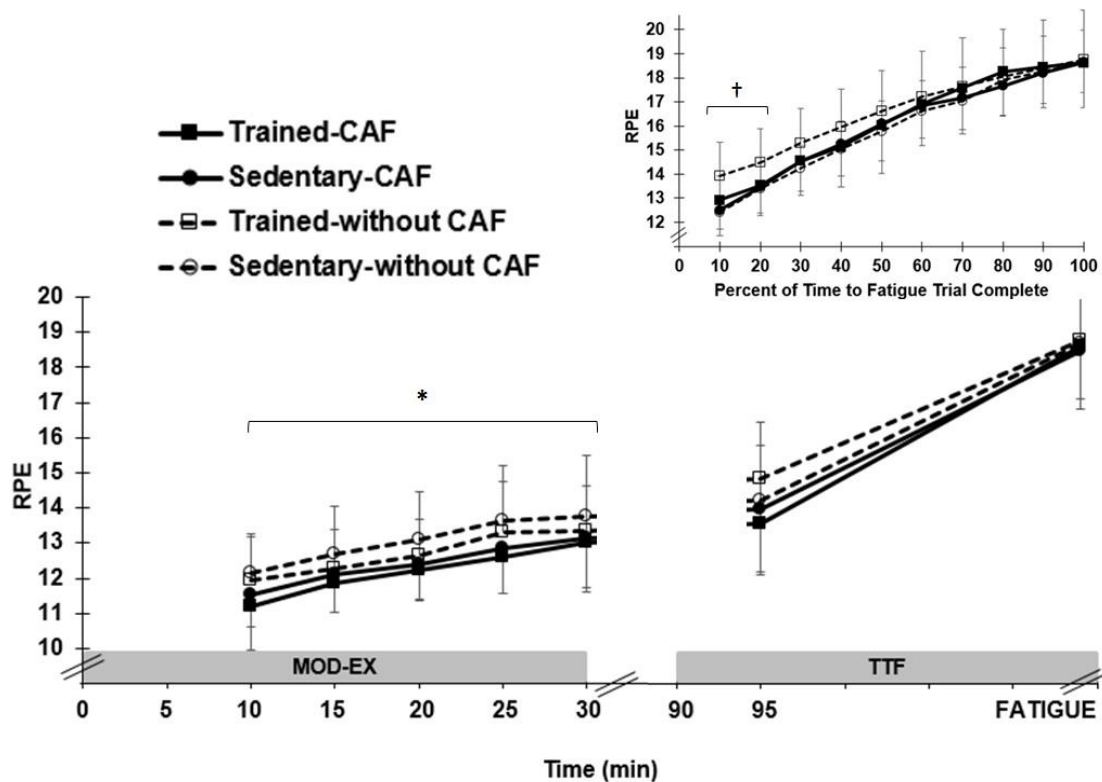 20
19
18
17
16
15
14
13
12
RPE
†
0 10 20 30 40 50 60 70 80 90 100
Percent of Time to Fatigue Trial Complete
Trained-CAF
Sedentary-CAF
Trained-without CAF
Sedentary-without CAF
20
19
18
17
16
15
14
13
12
11
10
RPE
*
MOD-EX TTF
0 5 10 15 20 25 30 90 95 FATIGUE
Time (min)